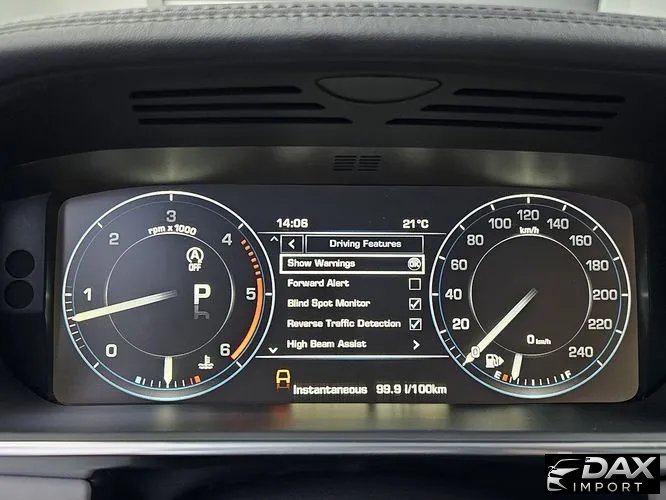 14:06
21°C
< Driving Features
Show Warnings OK
Forward Alert
Blind Spot Monitor
Reverse Traffic Detection
High Beam Assist >
A
Instantaneous 99.9 l/100km
rpm x 1000
0
1
2
3
4
5
6
A
OFF
P
km/h
0
20
40
60
80
100
120
140
160
180
200
220
240
0 km/h
E
F
DAX
IMPORT